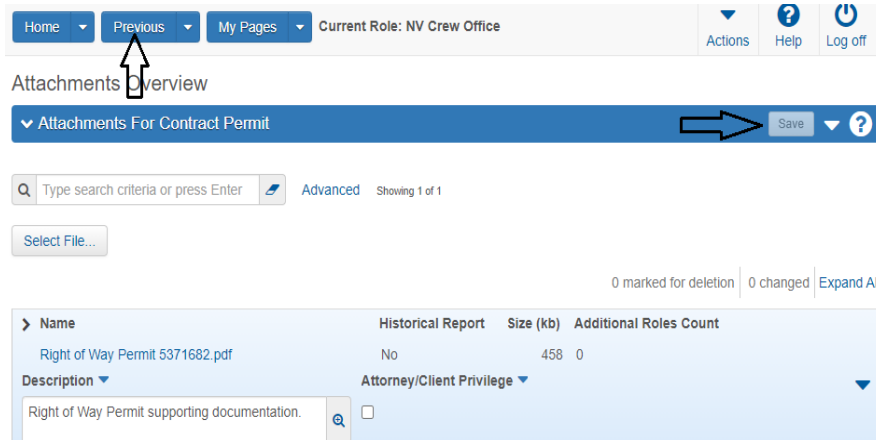 Home Previous My Pages Current Role: NV Crew Office Actions Help Log off
Attachments Overview
Attachments For Contract Permit Save ?
Type search criteria or press Enter Advanced Showing 1 of 1
Select File...
0 marked for deletion 0 changed Expand Al
Name Historical Report Size (kb) Additional Roles Count
Right of Way Permit 5371682.pdf No 458 0
Description Attorney/Client Privilege
Right of Way Permit supporting documentation.